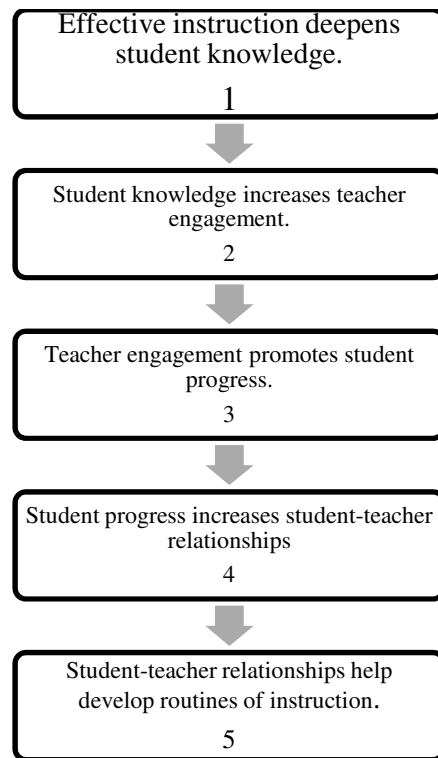 Effective instruction deepens
student knowledge.
1
Student knowledge increases teacher
engagement.
2
Teacher engagement promotes student
progress.
3
Student progress increases student-teacher
relationships
4
Student-teacher relationships help
develop routines of instruction.
5